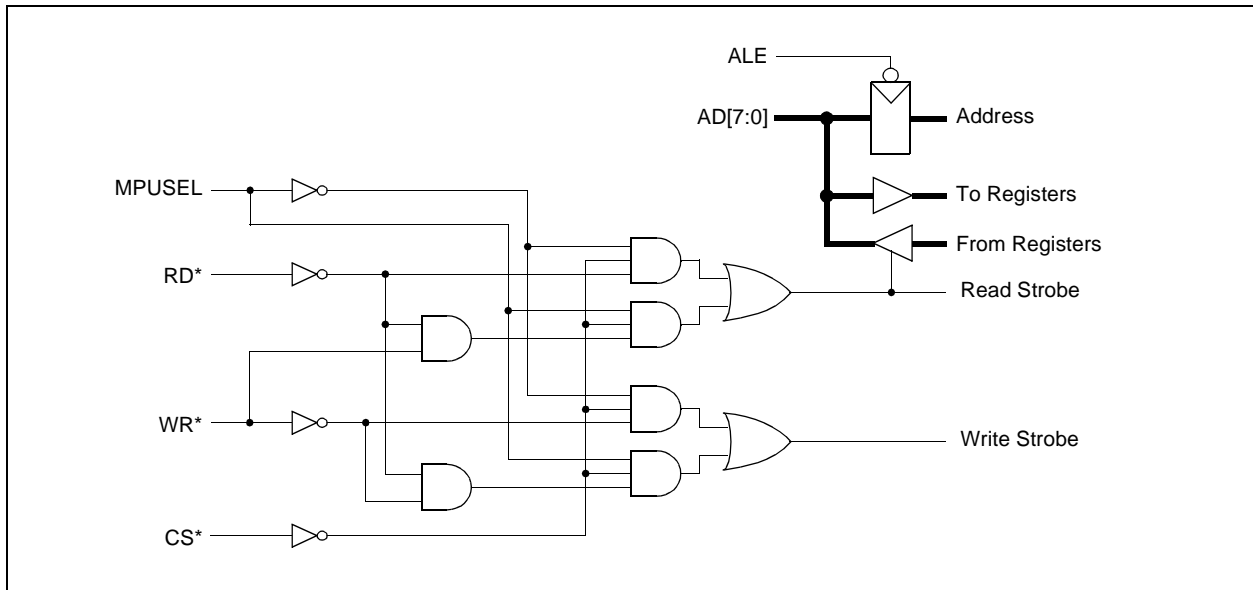 ALE
AD[7:0]
Address
MPUSEL
To Registers
From Registers
RD*
Read Strobe
WR*
Write Strobe
CS*